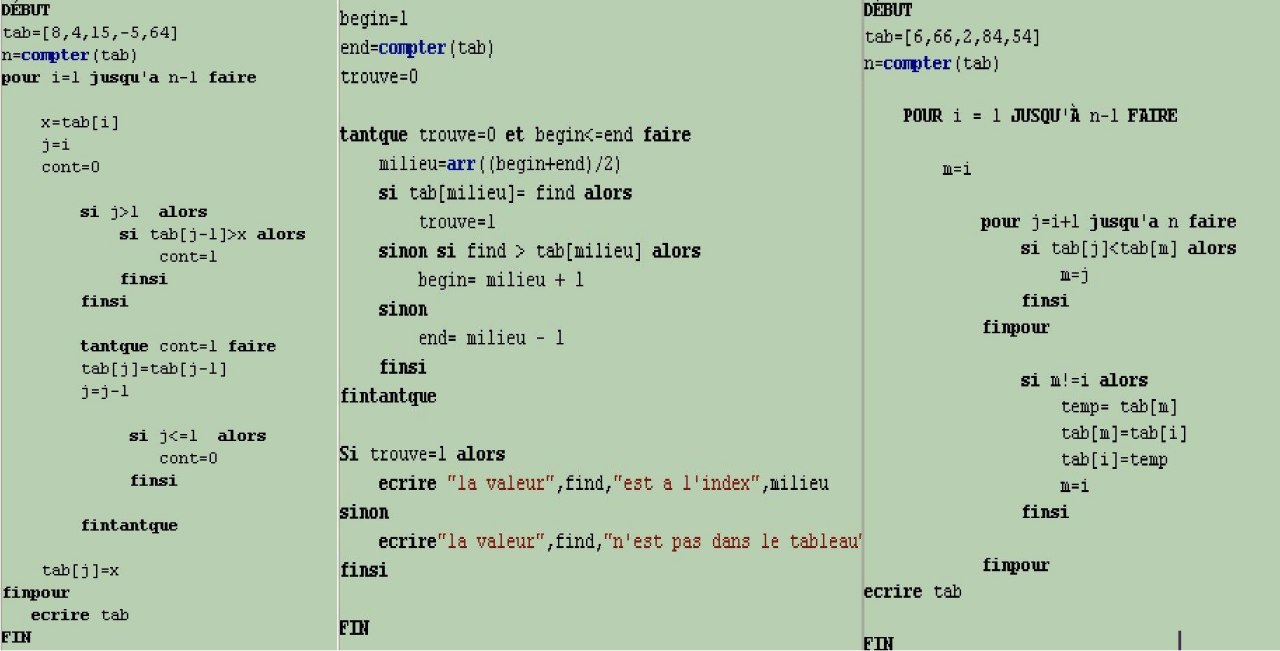 DÉBUT
tab=[8,4,15,-5,64]
n=compter(tab)
pour i=1 jusqu'a n-1 faire
x=tab[i]
j=i
cont=0
si j>1 alors
si tab[j-1]>x alors
cont=1
finsi
finsi
tantque cont=1 faire
tab[j]=tab[j-1]
j=j-1
si j<=1 alors
cont=0
finsi
fintantque
tab[j]=x
finpour
ecrire tab
FIN
begin=1
end=compter(tab)
trouve=0
tantque trouve=0 et begin<=end faire
milieu=arr((begin+end)/2)
si tab[milieu]= find alors
trouve=1
sinon si find > tab[milieu] alors
begin= milieu + 1
sinon
end= milieu - 1
finsi
fintantque
Si trouve=1 alors
ecrire "la valeur",find,"est a l'index",milieu
sinon
ecrire"la valeur",find,"n'est pas dans le tableau"
finsi
FIN
DÉBUT
tab=[6,66,2,84,54]
n=compter(tab)
POUR i = 1 JUSQU'À n-1 FAIRE
m=i
pour j=i+1 jusqu'a n faire
si tab[j]<tab[m] alors
m=j
finsi
finpour
si m!=i alors
temp= tab[m]
tab[m]=tab[i]
tab[i]=temp
m=i
finsi
finpour
ecrire tab
FIN